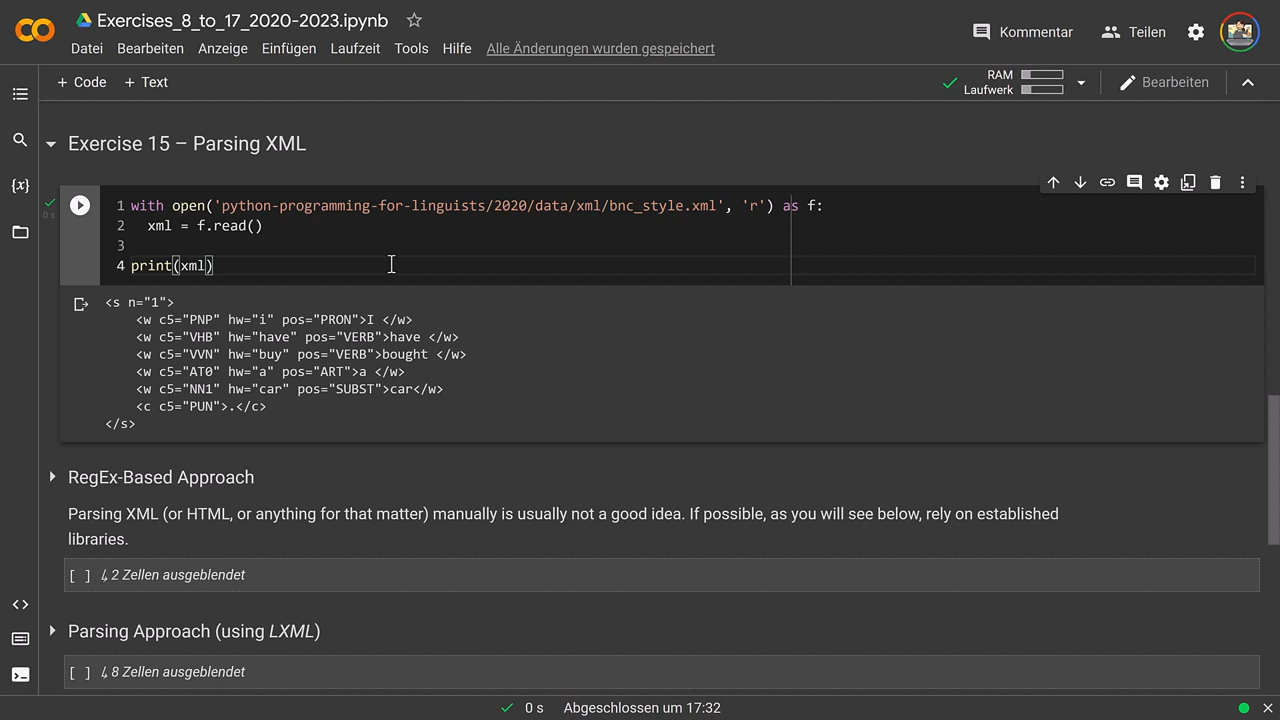 Exercises_8_to_17_2020-2023.ipynb
Datei Bearbeiten Anzeige Einfügen Laufzeit Tools Hilfe Alle Änderungen wurden gespeichert
Kommentar Teilen
+ Code + Text
RAM
Laufwerk
Bearbeiten
Exercise 15 – Parsing XML
1 with open('python-programming-for-linguists/2020/data/xml/bnc_style.xml', 'r') as f:
2   xml = f.read()
3
4 print(xml)
0 s
<s n="1">
    <w c5="PNP" hw="i" pos="PRON">I </w>
    <w c5="VHB" hw="have" pos="VERB">have </w>
    <w c5="VVN" hw="buy" pos="VERB">bought </w>
    <w c5="AT0" hw="a" pos="ART">a </w>
    <w c5="NN1" hw="car" pos="SUBST">car</w>
    <c c5="PUN">.</c>
</s>
RegEx-Based Approach
Parsing XML (or HTML, or anything for that matter) manually is usually not a good idea. If possible, as you will see below, rely on established
libraries.
[ ] ↳ 2 Zellen ausgeblendet
Parsing Approach (using LXML)
[ ] ↳ 8 Zellen ausgeblendet
{x}
<>
0 s Abgeschlossen um 17:32